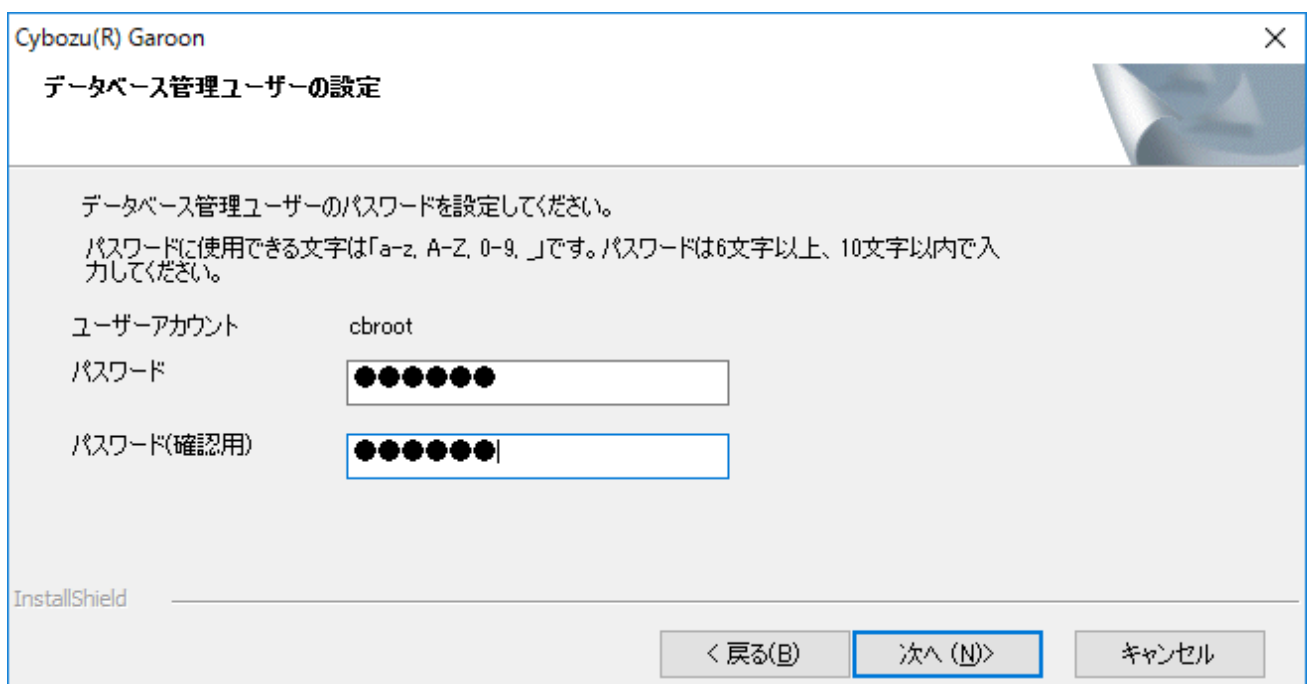 Cybozu(R) Garoon
データベース管理ユーザーの設定
データベース管理ユーザーのパスワードを設定してください。
パスワードに使用できる文字は「a-z, A-Z, 0-9, _」です。パスワードは6文字以上、10文字以内で入
力してください。
ユーザーアカウント cbroot
パスワード ●●●●●●
パスワード(確認用) ●●●●●●
InstallShield
< 戻る(B) 次へ (N)> キャンセル